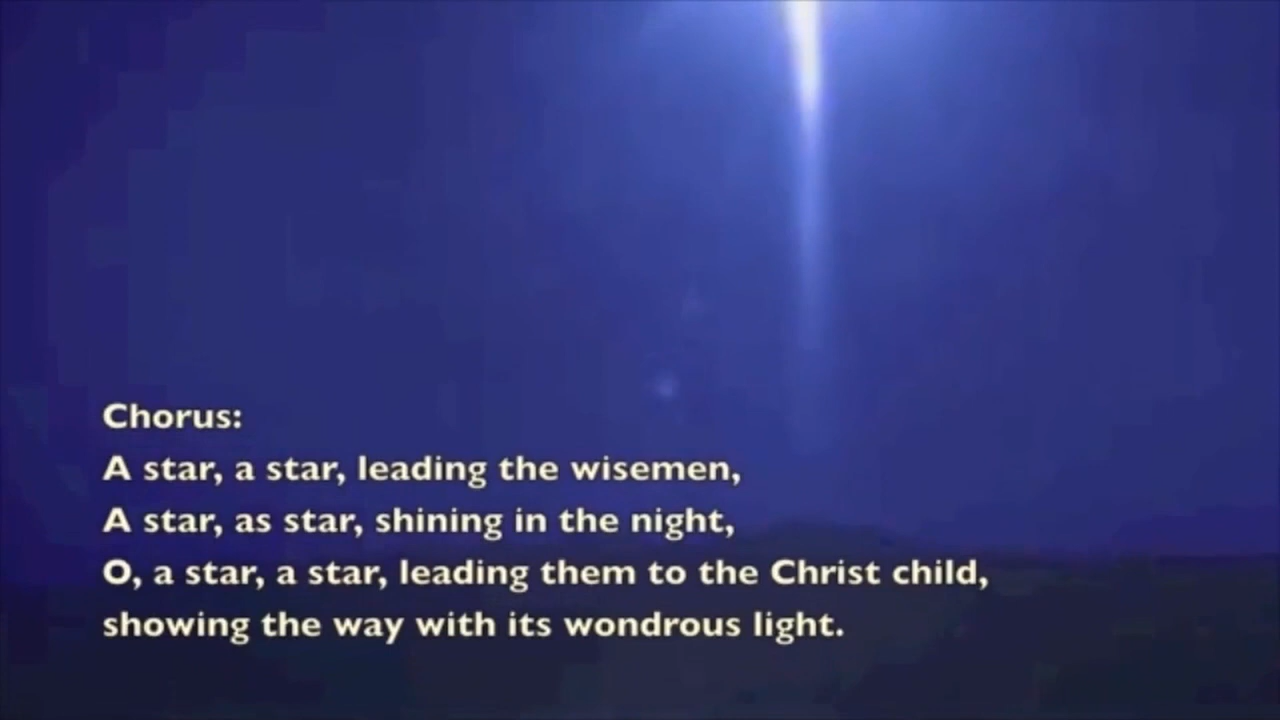 Chorus:
A star, a star, leading the wisemen,
A star, as star, shining in the night,
O, a star, a star, leading them to the Christ child,
showing the way with its wondrous light.